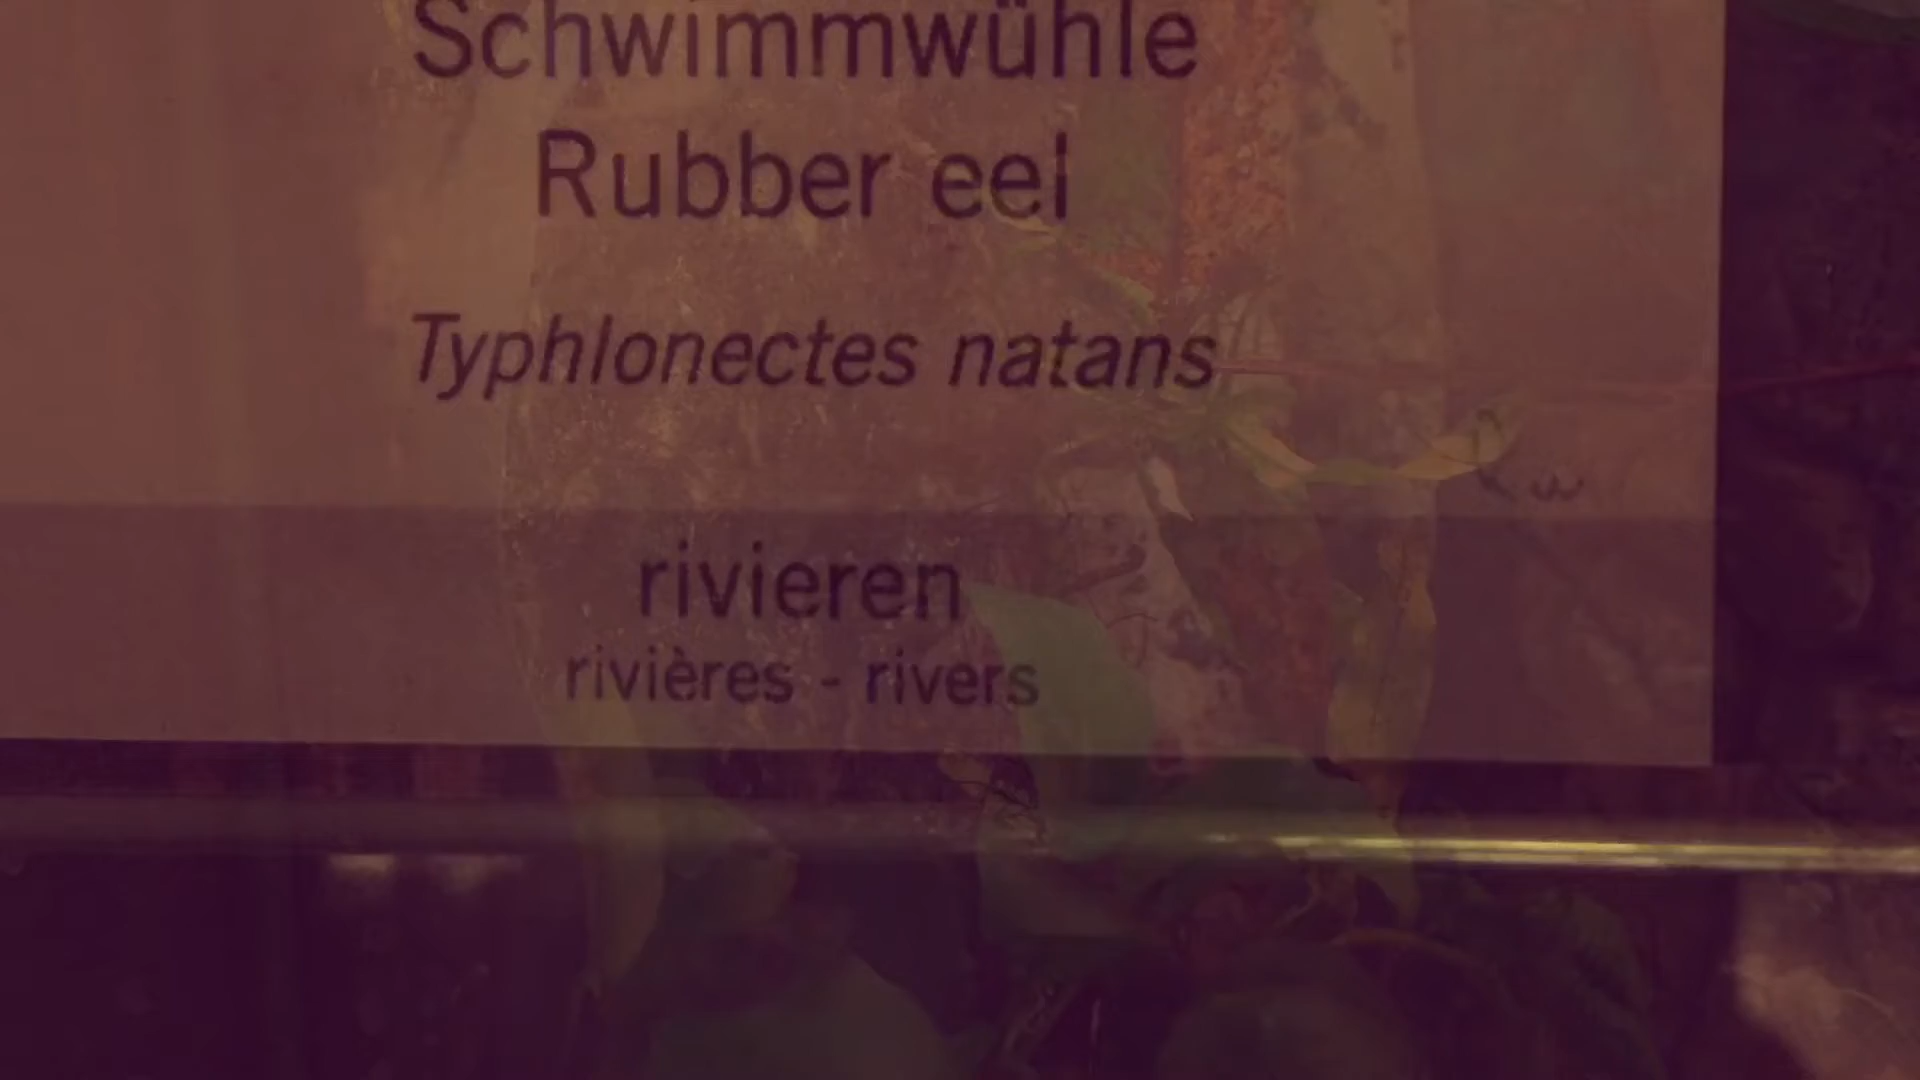 Schwimmwühle
Rubber eel
Typhlonectes natans
rivieren
rivières - rivers